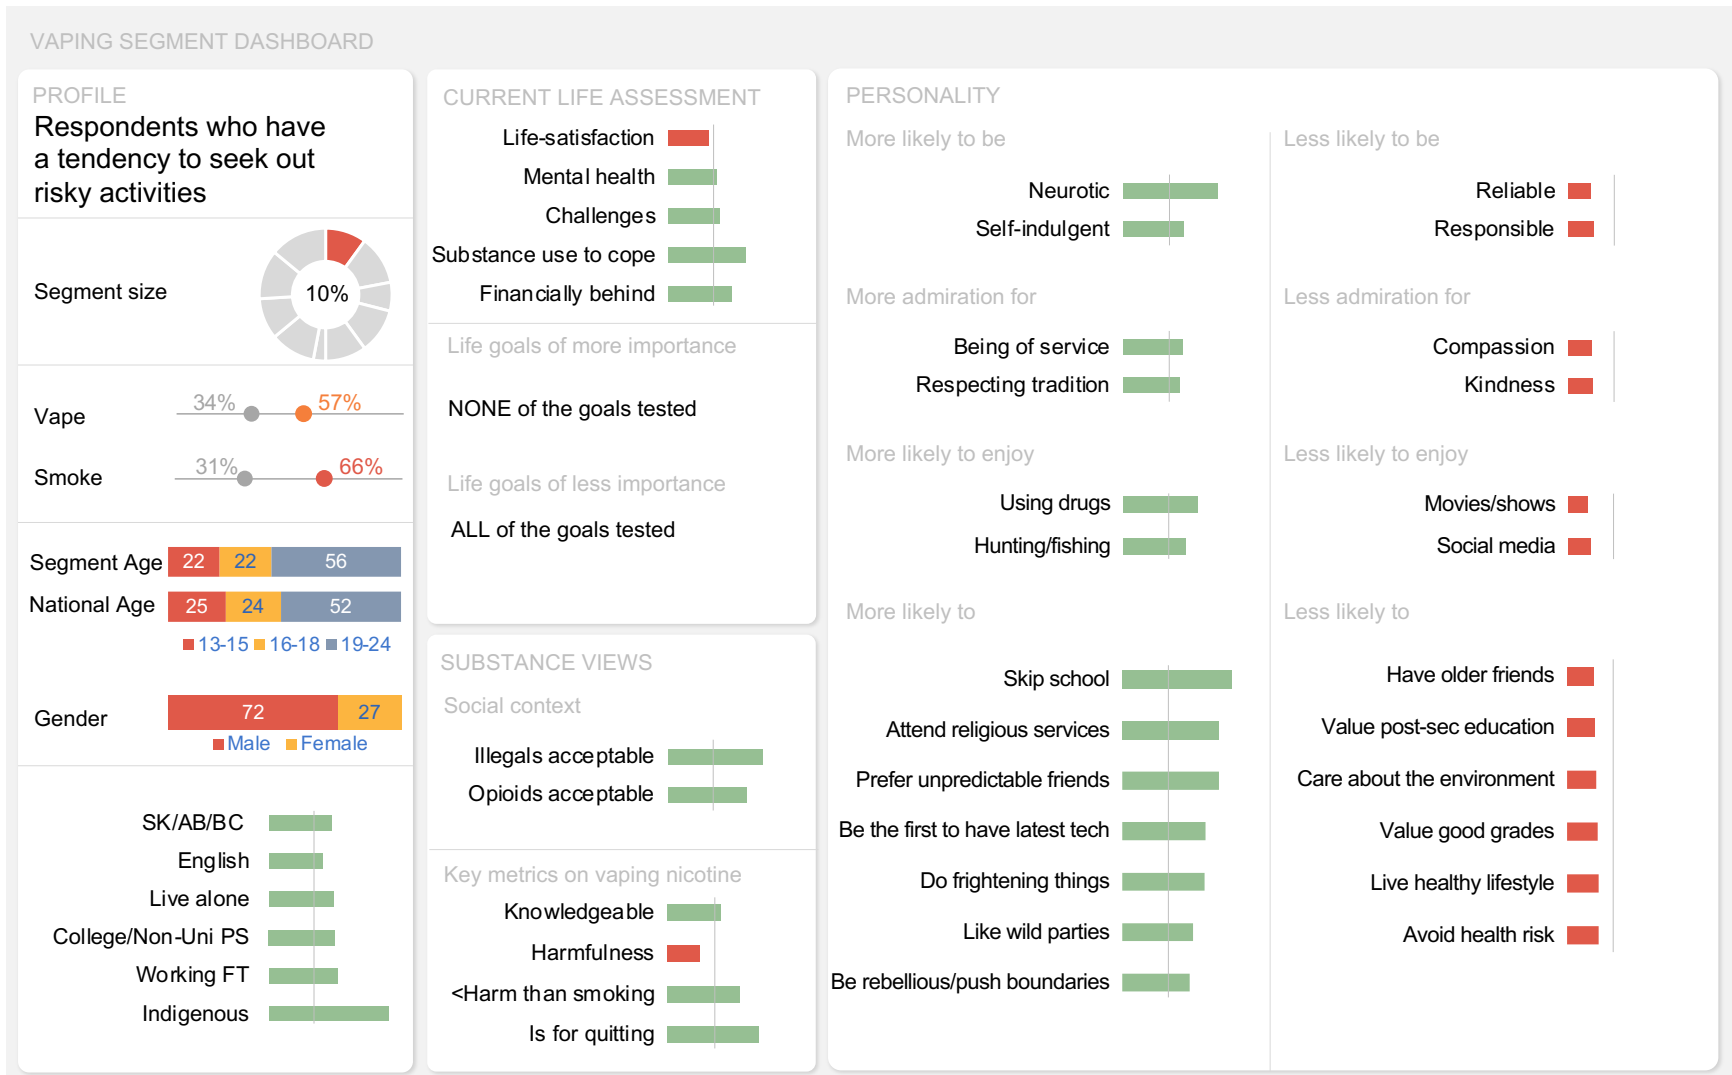 VAPING SEGMENT DASHBOARD
PROFILE
Respondents who have
a tendency to seek out
risky activities
Segment size
10%
Vape
34%
57%
Smoke
31%
66%
Segment Age
22
22
56
National Age
25
24
52
13-15
16-18
19-24
Gender
72
27
Male
Female
SK/AB/BC
English
Live alone
College/Non-Uni PS
Working FT
Indigenous
CURRENT LIFE ASSESSMENT
Life-satisfaction
Mental health
Challenges
Substance use to cope
Financially behind
Life goals of more importance
NONE of the goals tested
Life goals of less importance
ALL of the goals tested
SUBSTANCE VIEWS
Social context
Illegals acceptable
Opioids acceptable
Key metrics on vaping nicotine
Knowledgeable
Harmfulness
<Harm than smoking
Is for quitting
PERSONALITY
More likely to be
Neurotic
Self-indulgent
More admiration for
Being of service
Respecting tradition
More likely to enjoy
Using drugs
Hunting/fishing
More likely to
Skip school
Attend religious services
Prefer unpredictable friends
Be the first to have latest tech
Do frightening things
Like wild parties
Be rebellious/push boundaries
Less likely to be
Reliable
Responsible
Less admiration for
Compassion
Kindness
Less likely to enjoy
Movies/shows
Social media
Less likely to
Have older friends
Value post-sec education
Care about the environment
Value good grades
Live healthy lifestyle
Avoid health risk